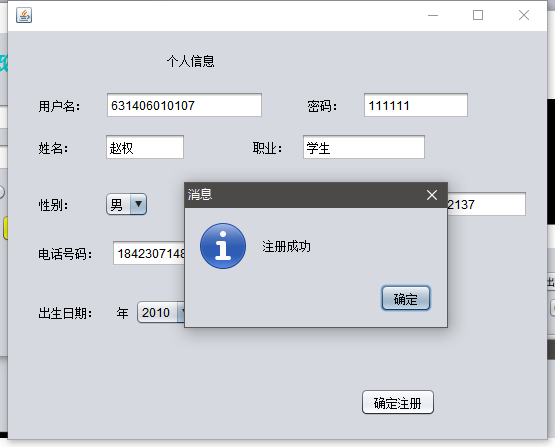 个人信息
用户名： 631406010107 密码： 111111
姓名： 赵权 职业： 学生
消息
性别： 男 2137
注册成功
电话号码： 1842307148
确定
出生日期： 年 2010
确定注册